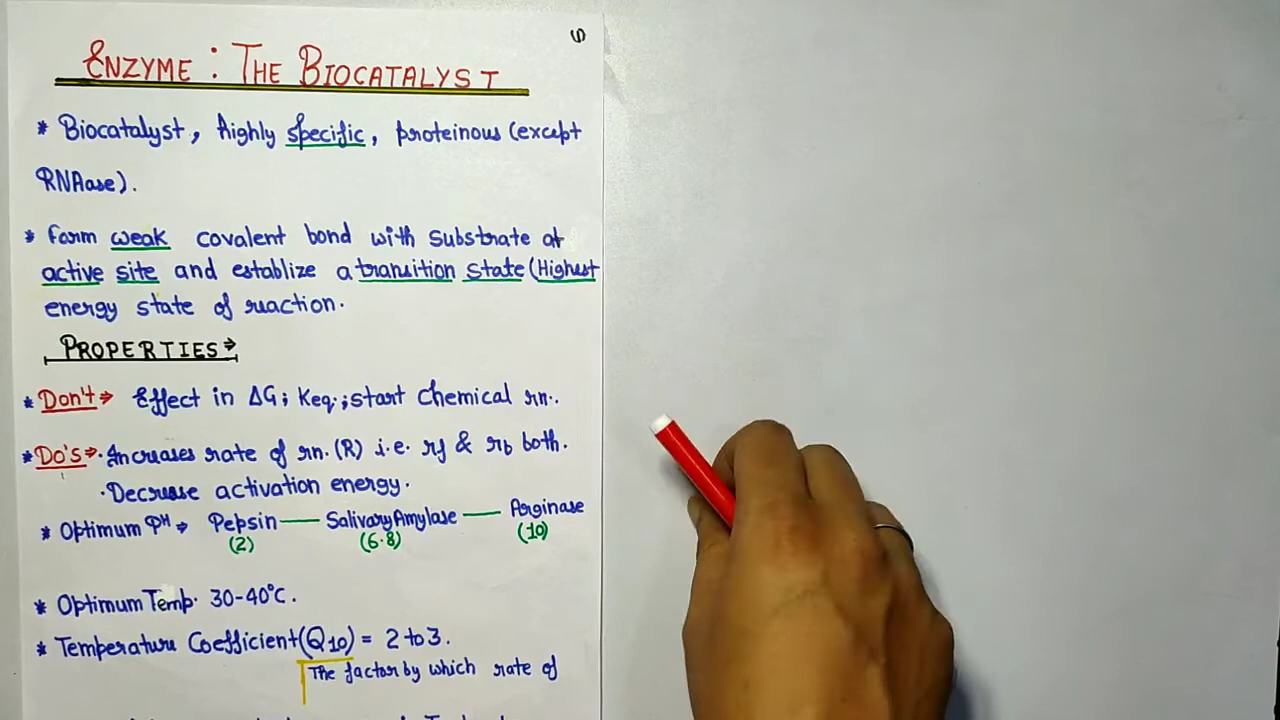 5
ENZYME : THE BIOCATALYST
* Biocatalyst, highly specific, proteinous (except
RNAase).
* Form weak covalent bond with substrate at
active site and establize a transition state (Highest
energy state of reaction.
PROPERTIES ⇒
* Don't ⇒ Effect in ΔG; Keq.; start chemical rn..
* Do's ⇒ · Increases rate of rn. (R) i.e. rf & rb both.
· Decrease activation energy.
* Optimum PH ⇒ Pepsin — Salivary Amylase — Arginase
(2) (6.8) (10)
* Optimum Temp. 30-40°C.
* Temperature Coefficient (Q10) = 2 to 3.
The factor by which rate of